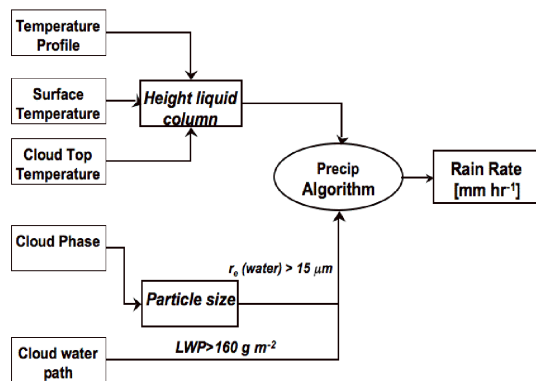 Temperature
Profile
Surface
Temperature
Height liquid
column
Cloud Top
Temperature
Precip
Algorithm
Rain Rate
[mm hr⁻¹]
Cloud Phase
rₑ (water) > 15 μm
Particle size
Cloud water
path
LWP>160 g m⁻²